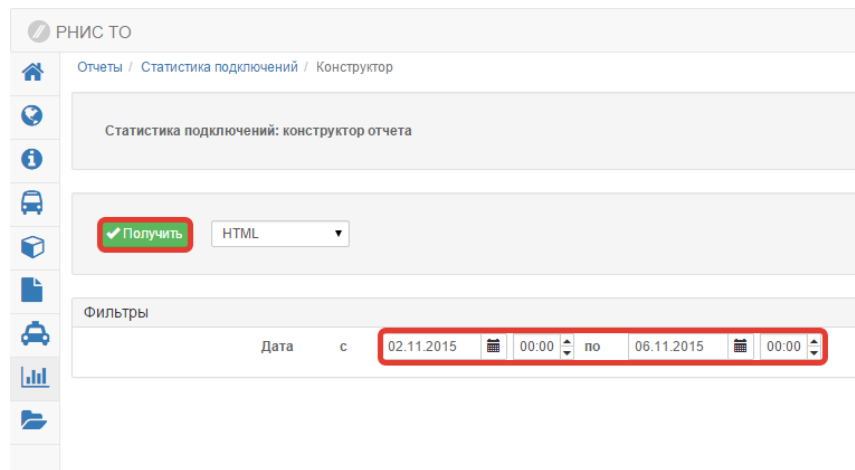 РНИС ТО
Отчеты / Статистика подключений / Конструктор
Статистика подключений: конструктор отчета
Получить HTML
Фильтры
Дата с 02.11.2015 00:00 по 06.11.2015 00:00